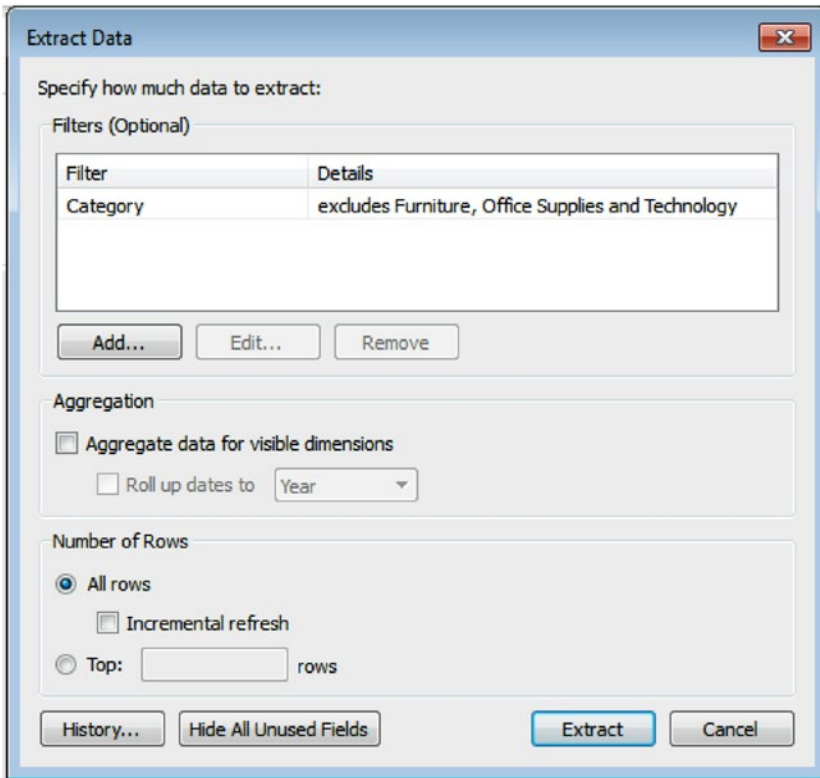 Extract Data
Specify how much data to extract:
Filters (Optional)
Filter Details
Category excludes Furniture, Office Supplies and Technology
Add... Edit... Remove
Aggregation
Aggregate data for visible dimensions
Roll up dates to Year
Number of Rows
All rows
Incremental refresh
Top: rows
History... Hide All Unused Fields Extract Cancel